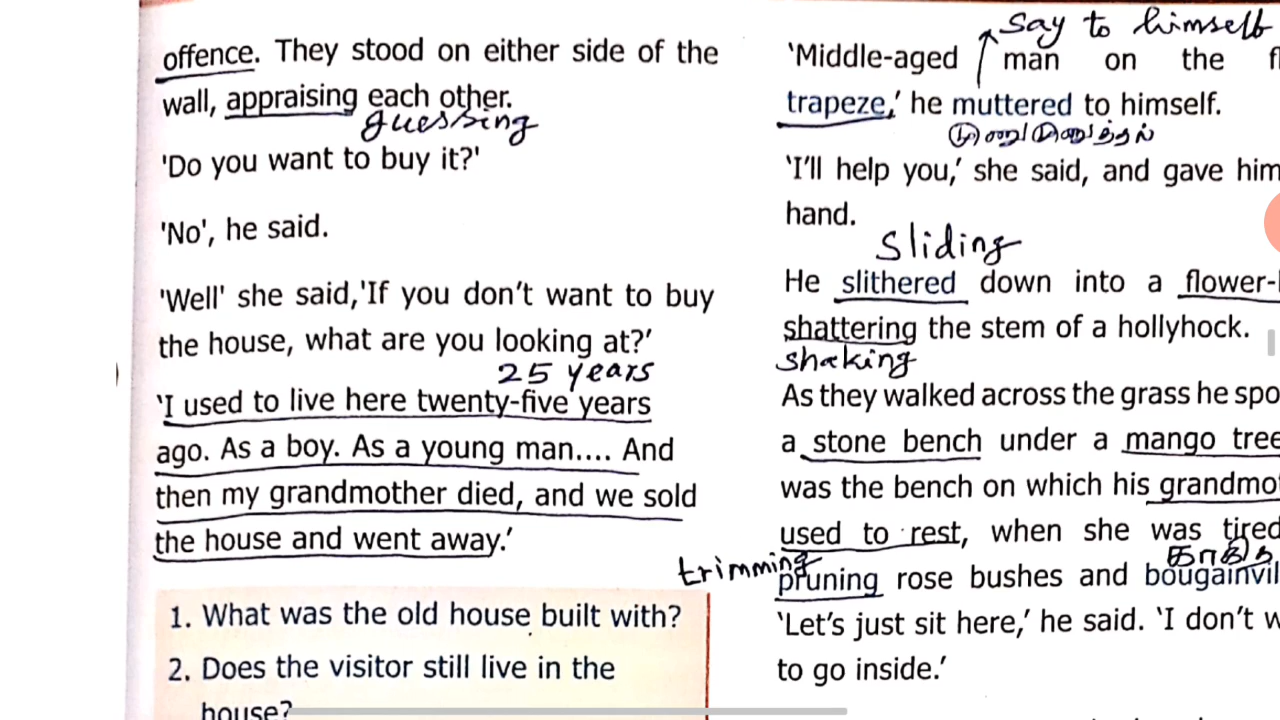 offence. They stood on either side of the
wall, appraising each other.
guessing
'Do you want to buy it?'
'No', he said.
'Well' she said,'If you don't want to buy
the house, what are you looking at?'
25 years
'I used to live here twenty-five years
ago. As a boy. As a young man.... And
then my grandmother died, and we sold
the house and went away.'
1. What was the old house built with?
2. Does the visitor still live in the
house?
say to himself
'Middle-aged man on the
trapeze,' he muttered to himself.
'I'll help you,' she said, and gave him
hand.
Sliding
He slithered down into a flower-
shattering the stem of a hollyhock.
shaking
As they walked across the grass he spo
a stone bench under a mango tree
was the bench on which his grandmo
used to rest, when she was tired
trimming
pruning rose bushes and bougainvil
'Let's just sit here,' he said. 'I don't w
to go inside.'